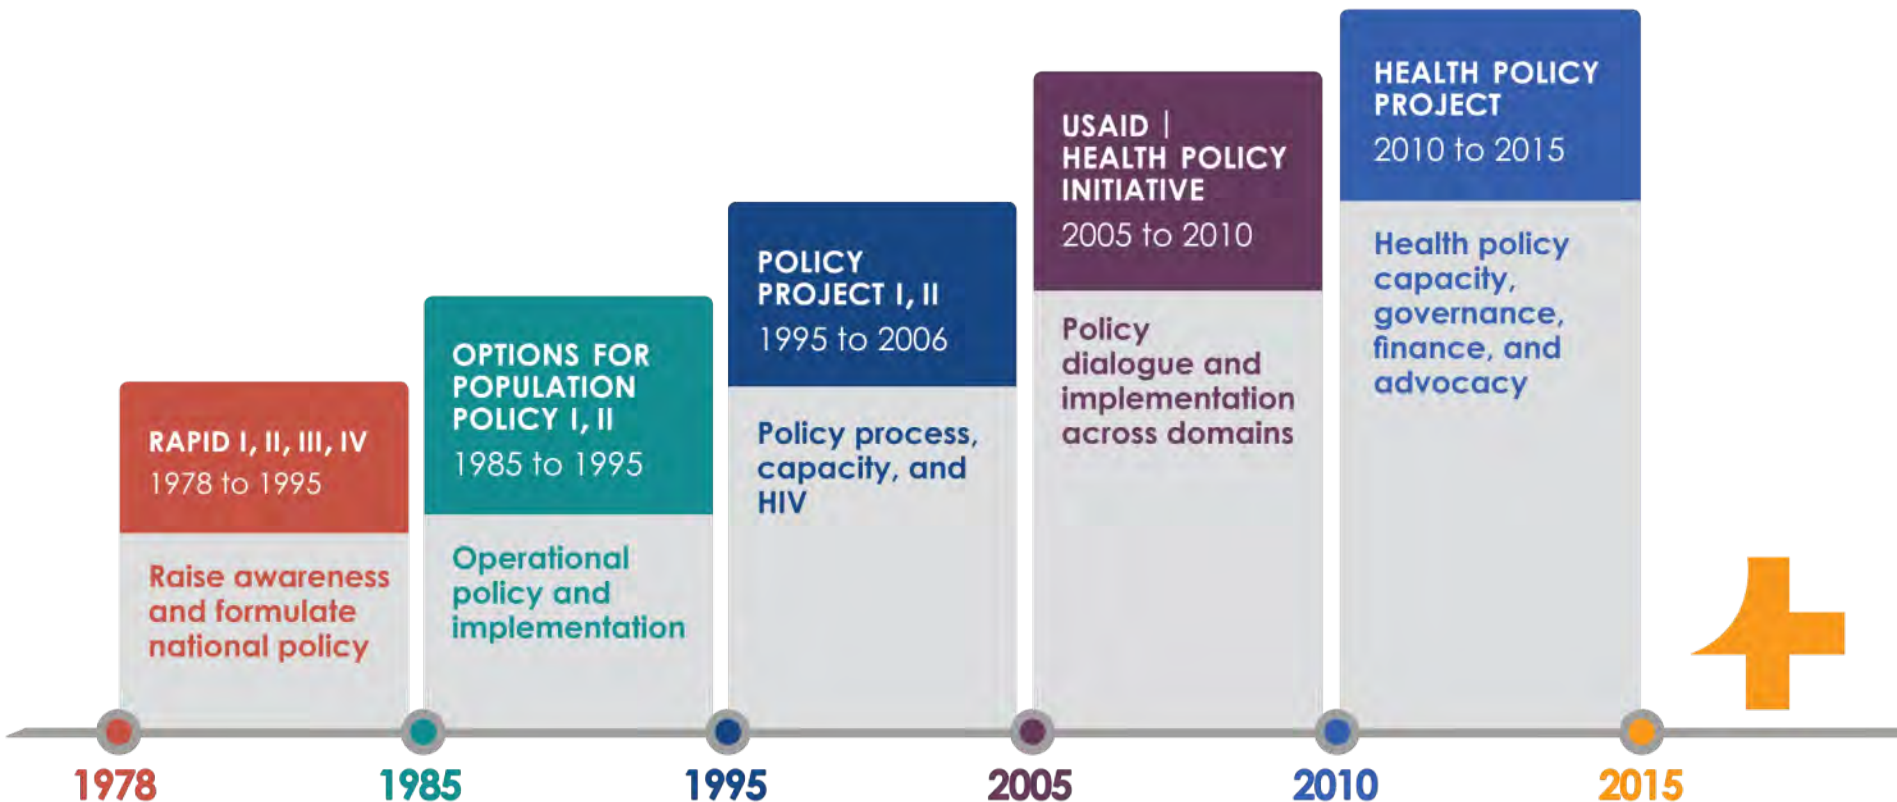 RAPID I, II, III, IV
1978 to 1995
Raise awareness
and formulate
national policy
OPTIONS FOR
POPULATION
POLICY I, II
1985 to 1995
Operational
policy and
implementation
POLICY
PROJECT I, II
1995 to 2006
Policy process,
capacity, and
HIV
USAID |
HEALTH POLICY
INITIATIVE
2005 to 2010
Policy
dialogue and
implementation
across domains
HEALTH POLICY
PROJECT
2010 to 2015
Health policy
capacity,
governance,
finance, and
advocacy
1978
1985
1995
2005
2010
2015